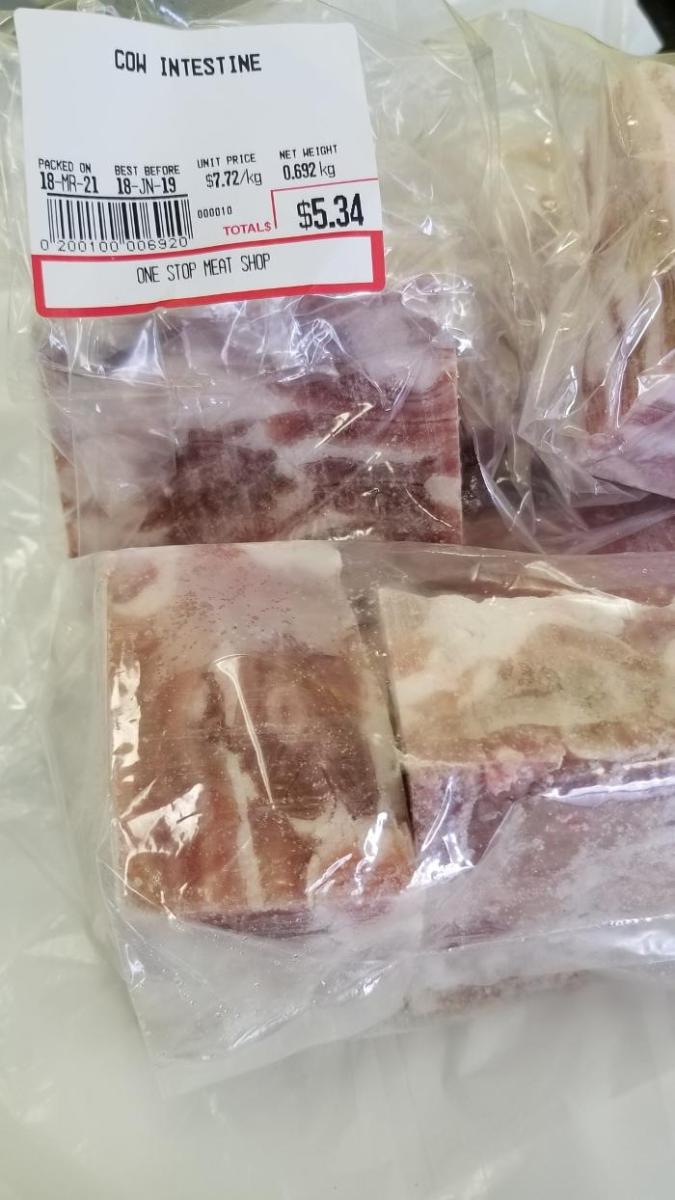 COW INTESTINE
PACKED ON BEST BEFORE UNIT PRICE NET WEIGHT
18-MR-21 18-JN-19 $7.72/kg 0.692 kg
000010
TOTAL$ $5.34
0 200100 006920
ONE STOP MEAT SHOP